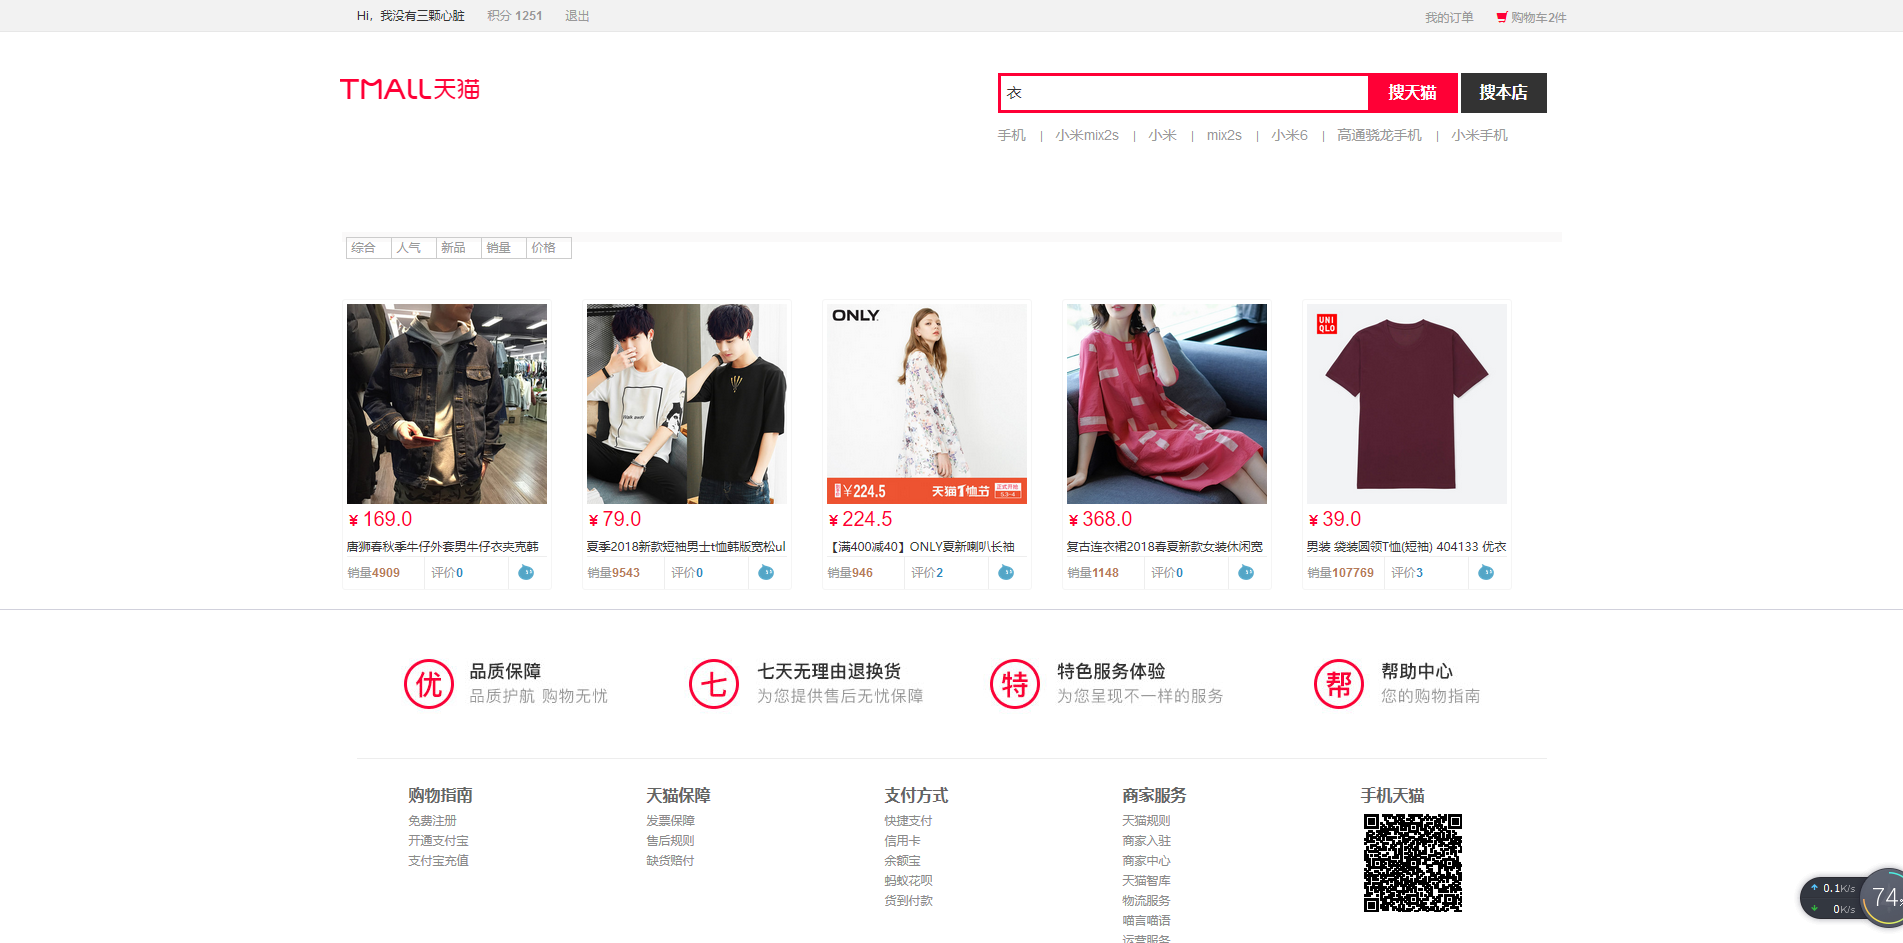 Hi，我没有三颗心脏 积分 1251 退出 我的订单 购物车2件
TMALL天猫
衣 搜天猫 搜本店
手机 | 小米mix2s | 小米 | mix2s | 小米6 | 高通骁龙手机 | 小米手机
综合 人气 新品 销量 价格
ONLY
Walk away
¥224.5 天猫T恤节 正式开抢 5.3-4
UNI
QLO
¥ 169.0 ¥ 79.0 ¥ 224.5 ¥ 368.0 ¥ 39.0
唐狮春秋季牛仔外套男牛仔衣夹克韩 夏季2018新款短袖男士t恤韩版宽松ul 【满400减40】ONLY夏新喇叭长袖 复古连衣裙2018春夏新款女装休闲宽 男装 袋装圆领T恤(短袖) 404133 优衣
销量4909 评价0 销量9543 评价0 销量946 评价2 销量1148 评价0 销量107769 评价3
优 品质保障 七 七天无理由退换货 特 特色服务体验 帮 帮助中心
品质护航 购物无忧 为您提供售后无忧保障 为您呈现不一样的服务 您的购物指南
购物指南 天猫保障 支付方式 商家服务 手机天猫
免费注册 发票保障 快捷支付 天猫规则
开通支付宝 售后规则 信用卡 商家入驻
支付宝充值 缺货赔付 余额宝 商家中心
蚂蚁花呗 天猫智库
货到付款 物流服务
喵言喵语
运营服务
0.1K/s
0K/s
74